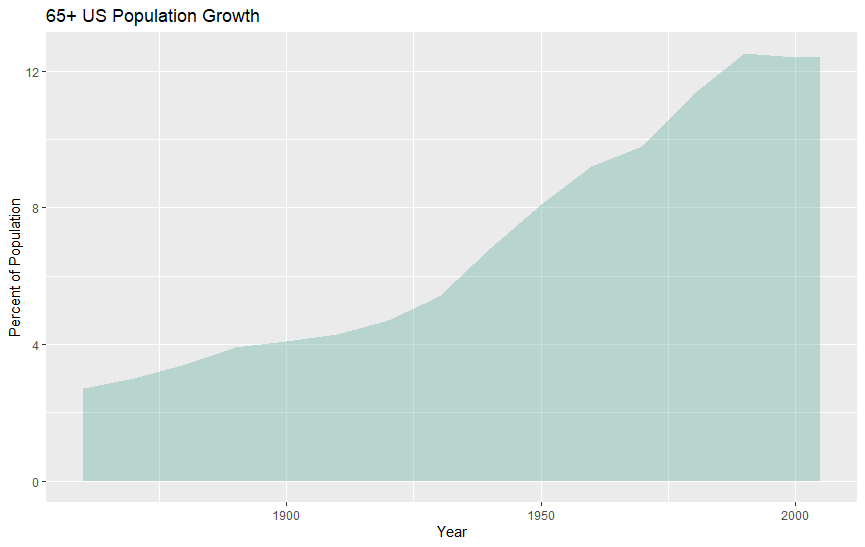 65+ US Population Growth
Percent of Population
12
8
4
0
1900 1950 2000
Year